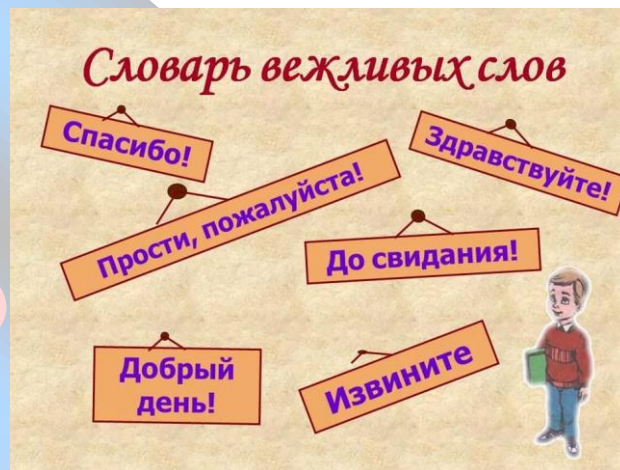 Словарь вежливых слов
Спасибо!
Здравствуйте!
Прости, пожалуйста!
До свидания!
Добрый
день!
Извините